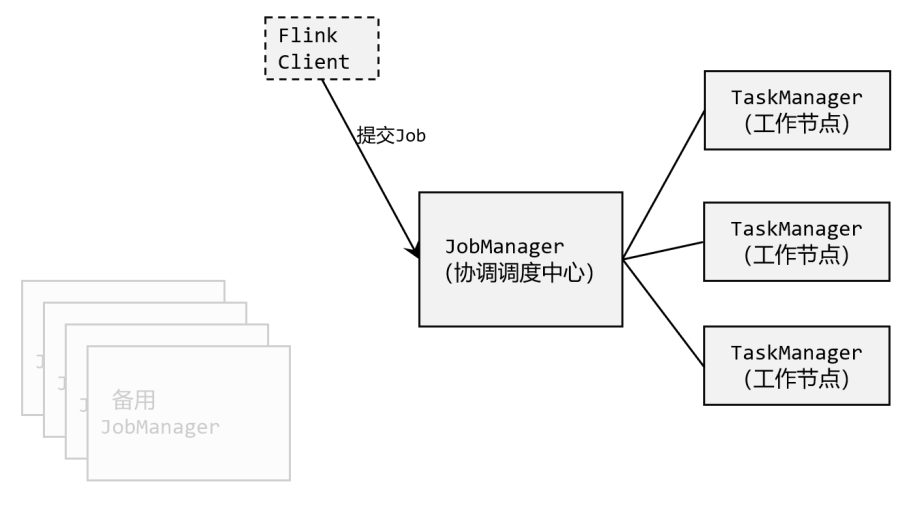 Flink
Client
提交Job
TaskManager
(工作节点)
TaskManager
(工作节点)
JobManager
(协调调度中心)
TaskManager
(工作节点)
J
J
J
备用
JobManager